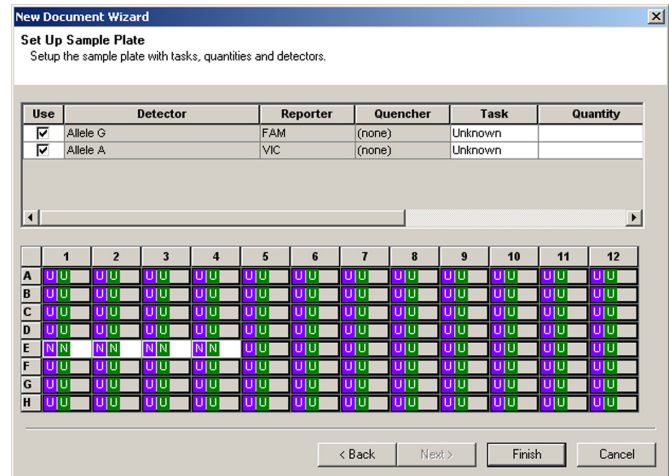 New Document Wizard
Set Up Sample Plate
Setup the sample plate with tasks, quantities and detectors.
Use Detector Reporter Quencher Task Quantity
Allele G FAM (none) Unknown
Allele A VIC (none) Unknown
1 2 3 4 5 6 7 8 9 10 11 12
A U U U U U U U U U U U U U U U U U U U U U U U U
B U U U U U U U U U U U U U U U U U U U U U U U U
C U U U U U U U U U U U U U U U U U U U U U U U U
D U U U U U U U U U U U U U U U U U U U U U U U U
E N N N N N N N N U U U U U U U U U U U U U U U U
F U U U U U U U U U U U U U U U U U U U U U U U U
G U U U U U U U U U U U U U U U U U U U U U U U U
H U U U U U U U U U U U U U U U U U U U U U U U U
< Back Next > Finish Cancel